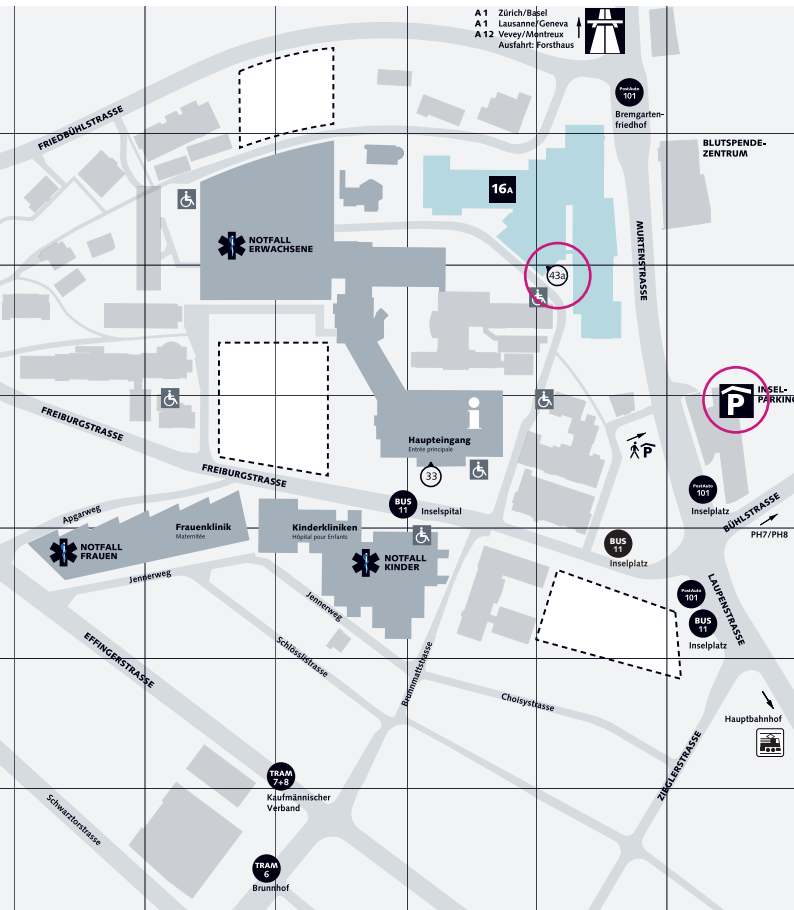 A 1 Zürich/Basel
A 1 Lausanne/Geneva
A 12 Vevey/Montreux
Ausfahrt: Forsthaus
PostAuto
101
Bremgarten-
friedhof
FRIEDBÜHLSTRASSE
BLUTSPENDE-
ZENTRUM
16A
NOTFALL
ERWACHSENE
MURTENSTRASSE
43a
P
INSEL-
PARKING
FREIBURGSTRASSE
i
Haupteingang
Entrée principale
P
33
FREIBURGSTRASSE
BUS
11
Inselspital
PostAuto
101
Inselplatz
BÜHLSTRASSE
PH7/PH8
Apgarweg
Frauenklinik
Maternitée
Kinderkliniken
Hôpital pour Enfants
NOTFALL
FRAUEN
NOTFALL
KINDER
BUS
11
Inselplatz
Jennerweg
Jennerweg
PostAuto
101
BUS
11
Inselplatz
LAUPENSTRASSE
EFFINGERSTRASSE
Schlösslistrasse
Brunnmattstrasse
Choisystrasse
Hauptbahnhof
ZIEGLERSTRASSE
TRAM
7+8
Kaufmännischer
Verband
Schwarztorstrasse
TRAM
6
Brunnhof